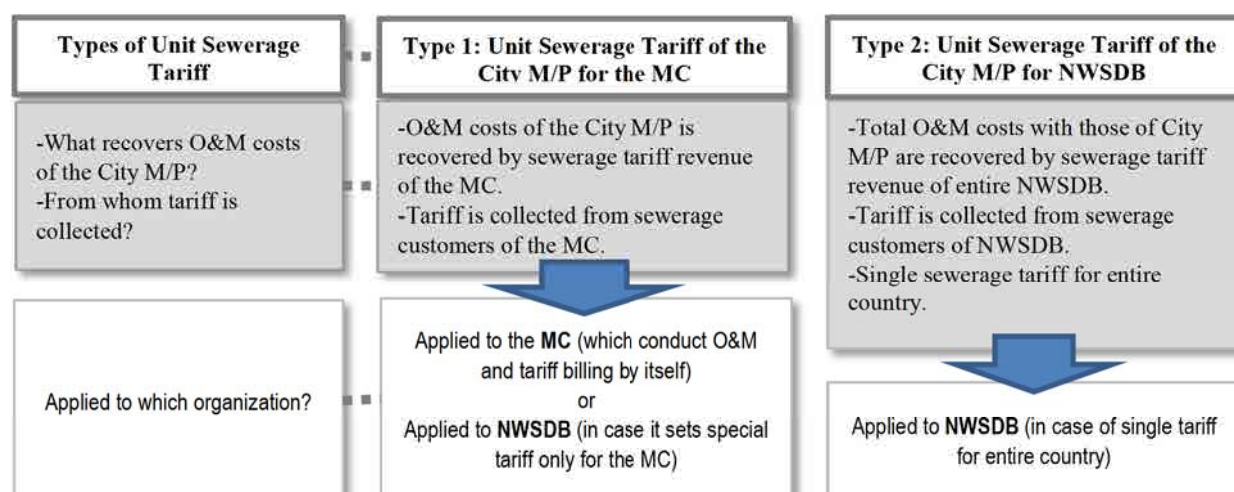 Types of Unit Sewerage
Tariff
-What recovers O&M costs
of the City M/P?
-From whom tariff is
collected?
Applied to which organization?
Type 1: Unit Sewerage Tariff of the
City M/P for the MC
-O&M costs of the City M/P is
recovered by sewerage tariff revenue
of the MC.
-Tariff is collected from sewerage
customers of the MC.
Applied to the MC (which conduct O&M
and tariff billing by itself)
or
Applied to NWSDB (in case it sets special
tariff only for the MC)
Type 2: Unit Sewerage Tariff of the
City M/P for NWSDB
-Total O&M costs with those of City
M/P are recovered by sewerage tariff
revenue of entire NWSDB.
-Tariff is collected from sewerage
customers of NWSDB.
-Single sewerage tariff for entire
country.
Applied to NWSDB (in case of single tariff
for entire country)